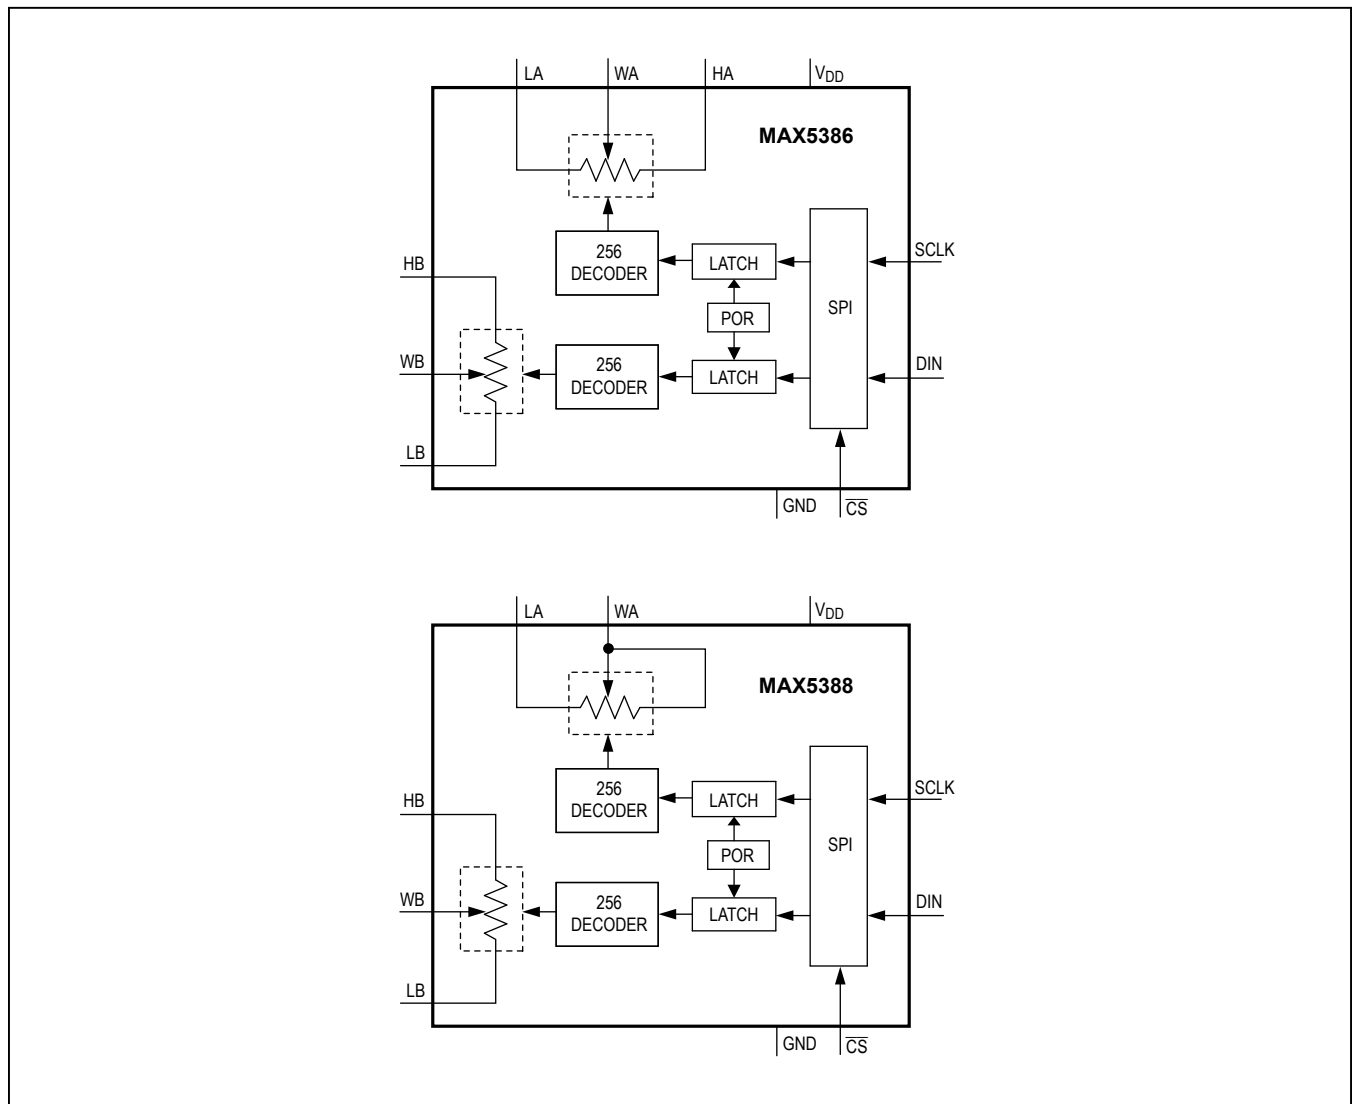 LA WA HA VDD
MAX5386
256
DECODER
LATCH
SCLK
HB
POR
SPI
WB
256
DECODER
LATCH
DIN
LB
GND CS
LA WA VDD
MAX5388
256
DECODER
LATCH
SCLK
HB
POR
SPI
WB
256
DECODER
LATCH
DIN
LB
GND CS